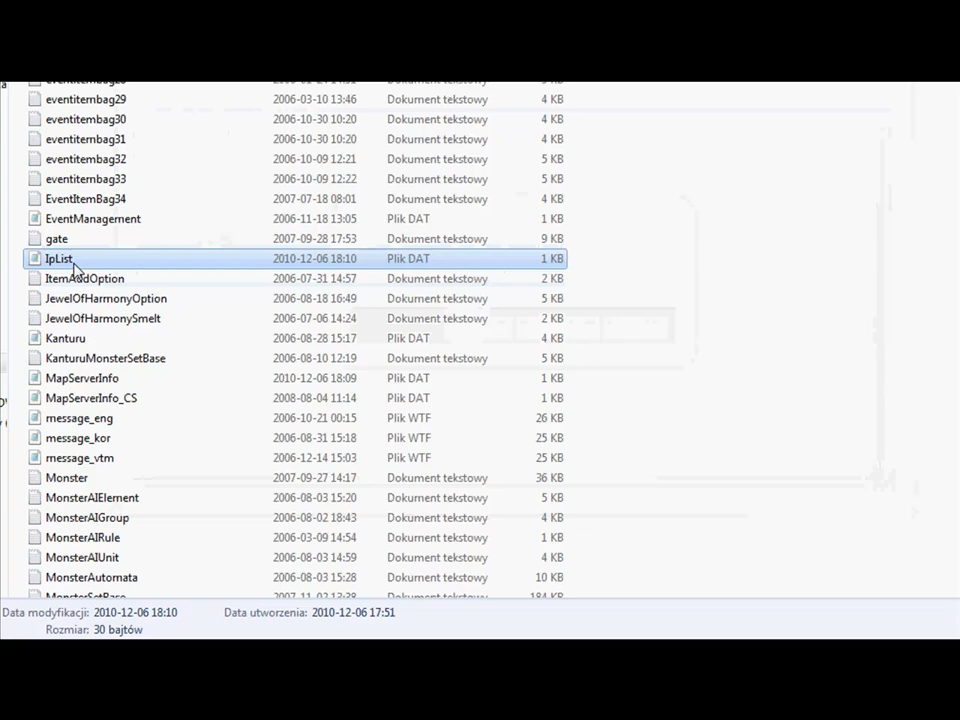 eventitembag29 2006-03-10 13:46 Dokument tekstowy 4 KB
eventitembag30 2006-10-30 10:20 Dokument tekstowy 4 KB
eventitembag31 2006-10-30 10:20 Dokument tekstowy 4 KB
eventitembag32 2006-10-09 12:21 Dokument tekstowy 5 KB
eventitembag33 2006-10-09 12:22 Dokument tekstowy 5 KB
EventItemBag34 2007-07-18 08:01 Dokument tekstowy 4 KB
EventManagement 2006-11-18 13:05 Plik DAT 1 KB
gate 2007-09-28 17:53 Dokument tekstowy 9 KB
IpList 2010-12-06 18:10 Plik DAT 1 KB
ItemAddOption 2006-07-31 14:57 Dokument tekstowy 2 KB
JewelOfHarmonyOption 2006-08-18 16:49 Dokument tekstowy 5 KB
JewelOfHarmonySmelt 2006-07-06 14:24 Dokument tekstowy 2 KB
Kanturu 2006-08-28 15:17 Plik DAT 4 KB
KanturuMonsterSetBase 2006-08-10 12:19 Dokument tekstowy 5 KB
MapServerInfo 2010-12-06 18:09 Plik DAT 1 KB
MapServerInfo_CS 2008-08-04 11:14 Plik DAT 1 KB
message_eng 2006-10-21 00:15 Plik WTF 26 KB
message_kor 2006-08-31 15:18 Plik WTF 25 KB
message_vtm 2006-12-14 15:03 Plik WTF 25 KB
Monster 2007-09-27 14:17 Dokument tekstowy 36 KB
MonsterAIElement 2006-08-03 15:20 Dokument tekstowy 5 KB
MonsterAIGroup 2006-08-02 18:43 Dokument tekstowy 4 KB
MonsterAIRule 2006-03-09 14:54 Dokument tekstowy 1 KB
MonsterAIUnit 2006-08-03 14:59 Dokument tekstowy 4 KB
MonsterAutomata 2006-08-03 15:28 Dokument tekstowy 10 KB
MonsterSetBase 2007-11-02 13:38 Dokument tekstowy 184 KB
Data modyfikacji: 2010-12-06 18:10 Data utworzenia: 2010-12-06 17:51
Rozmiar: 30 bajtów